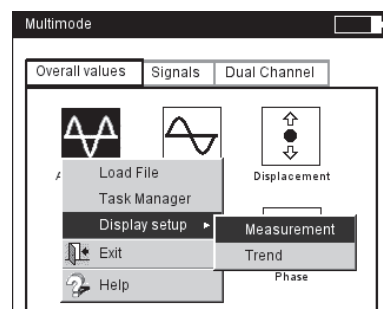 Multimode
Overall values Signals Dual Channel
Load File
Displacement
Task Manager
Display setup
Measurement
Exit
Trend
Phase
Help